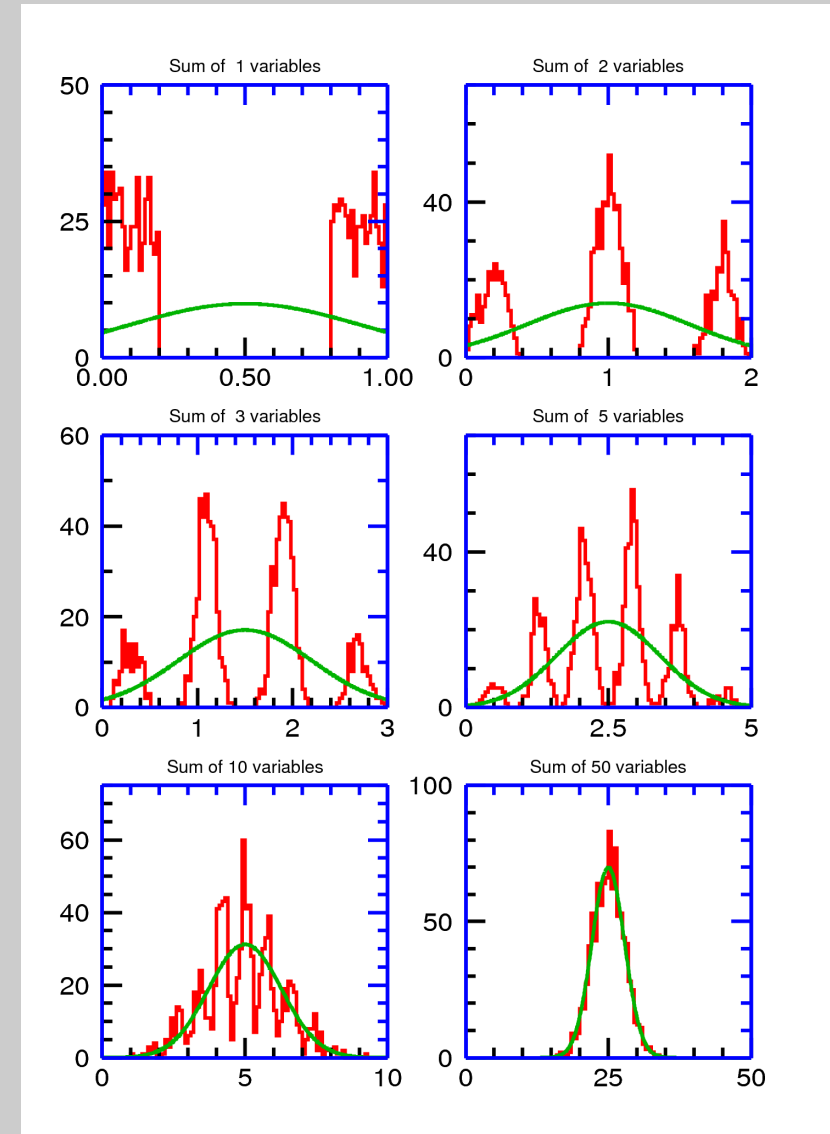 Sum of  1 variables
Sum of  2 variables
50
25
0
0.00 0.50 1.00
40
0
0 1 2
Sum of  3 variables
Sum of  5 variables
60
40
20
0
0 1 2 3
40
0
0 2.5 5
Sum of 10 variables
Sum of 50 variables
60
40
20
0
0 5 10
100
50
0
0 25 50